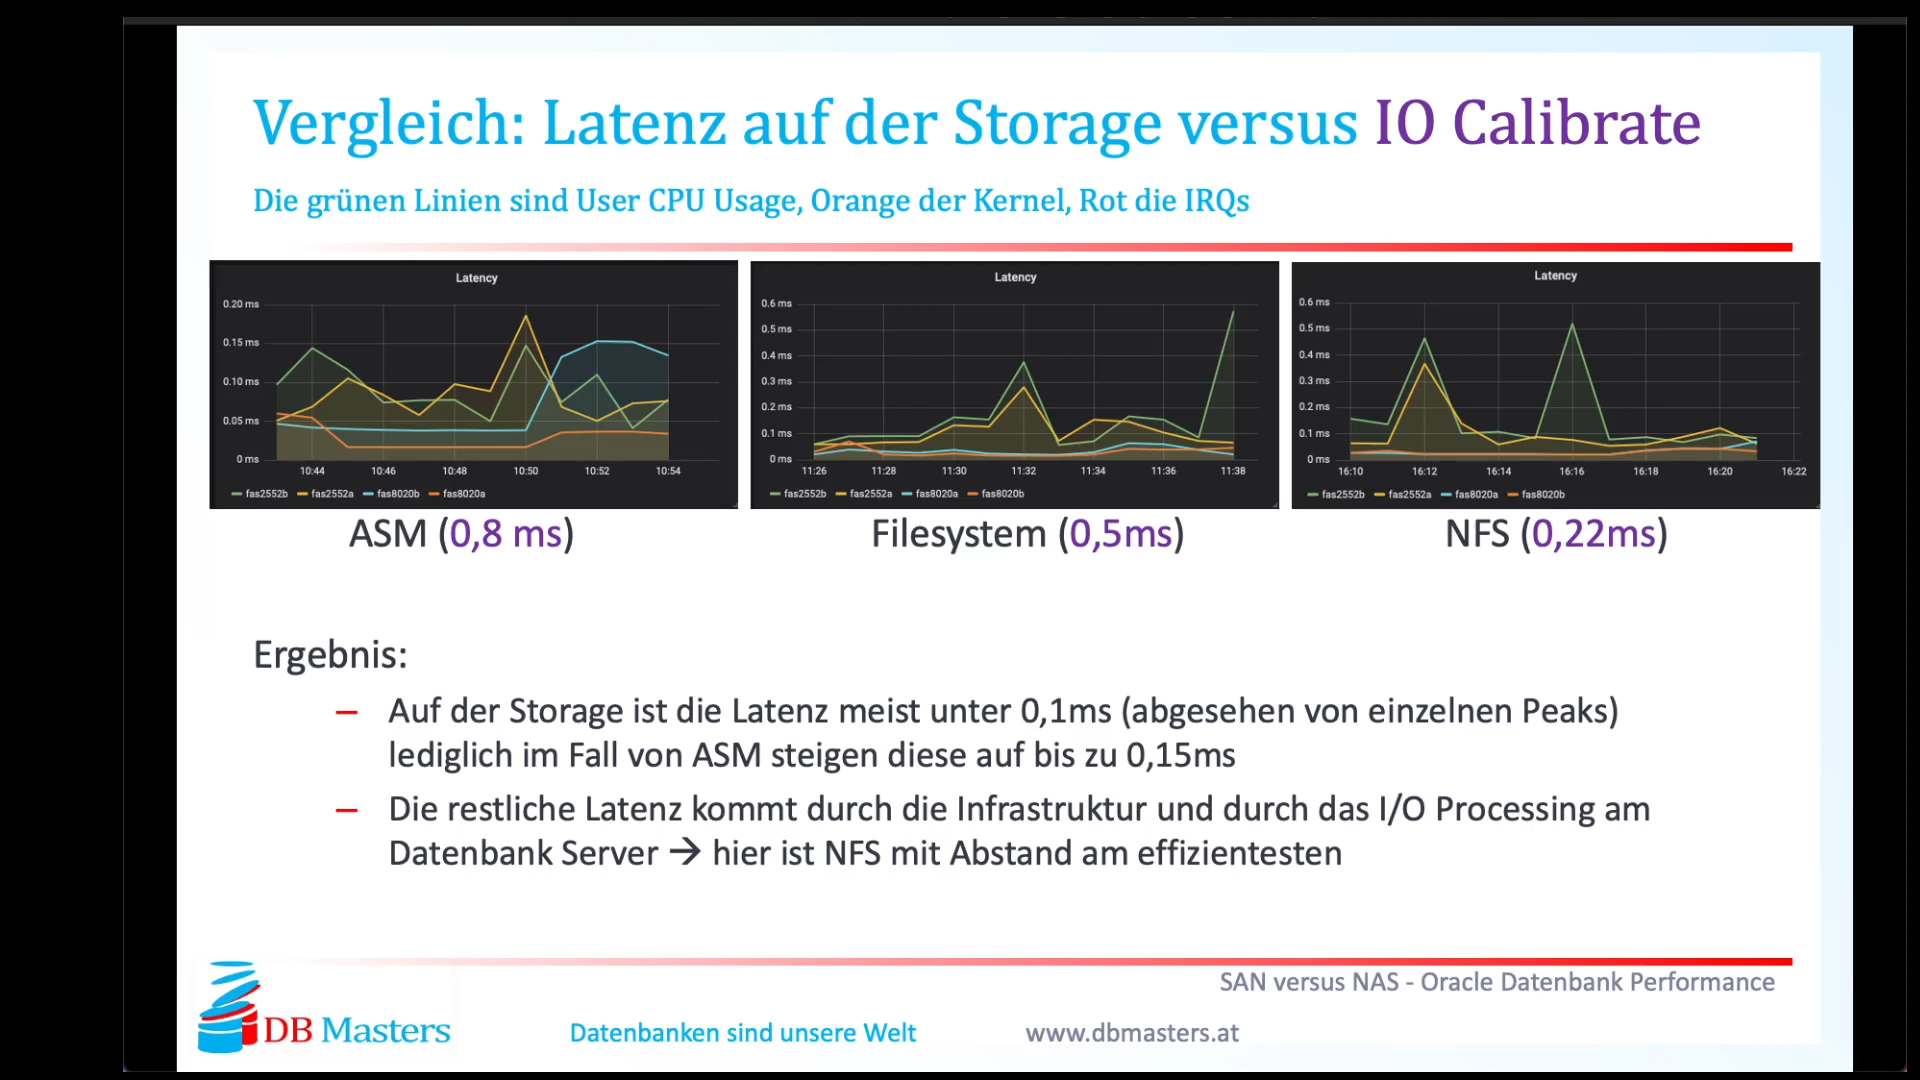 Vergleich: Latenz auf der Storage versus IO Calibrate
Die grünen Linien sind User CPU Usage, Orange der Kernel, Rot die IRQs
Latency
0.20 ms
0.15 ms
0.10 ms
0.05 ms
0 ms
10:44 10:46 10:48 10:50 10:52 10:54
fas2552b fas2552a fas8020b fas8020a
Latency
0.6 ms
0.5 ms
0.4 ms
0.3 ms
0.2 ms
0.1 ms
0 ms
11:26 11:28 11:30 11:32 11:34 11:36 11:38
fas2552b fas2552a fas8020a fas8020b
Latency
0.6 ms
0.5 ms
0.4 ms
0.3 ms
0.2 ms
0.1 ms
0 ms
16:10 16:12 16:14 16:16 16:18 16:20 16:22
fas2552b fas2552a fas8020a fas8020b
ASM (0,8 ms)
Filesystem (0,5ms)
NFS (0,22ms)
Ergebnis:
– Auf der Storage ist die Latenz meist unter 0,1ms (abgesehen von einzelnen Peaks)
lediglich im Fall von ASM steigen diese auf bis zu 0,15ms
– Die restliche Latenz kommt durch die Infrastruktur und durch das I/O Processing am
Datenbank Server → hier ist NFS mit Abstand am effizientesten
SAN versus NAS - Oracle Datenbank Performance
DB Masters
Datenbanken sind unsere Welt
www.dbmasters.at